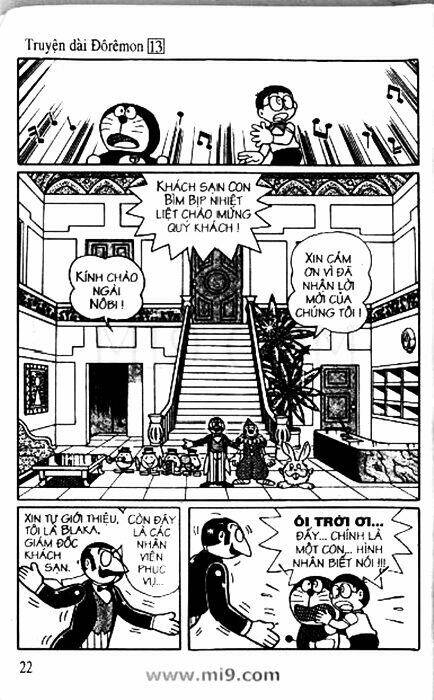 Truyện dài Đôrêmon 13
KHÁCH SẠN CON
BÌM BỊP NHIỆT
LIỆT CHÀO MỪNG
QUÝ KHÁCH !
KÍNH CHÀO
NGÀI
NÔBI !
XIN CẢM
ƠN VÌ ĐÃ
NHẬN LỜI
MỜI CỦA
CHÚNG TÔI !
XIN TỰ GIỚI THIỆU,
TÔI LÀ BLAKA,
GIÁM ĐỐC
KHÁCH
SẠN.
CÒN ĐÂY
LÀ CÁC
NHÂN
VIÊN
PHỤC
VỤ...
ÔI TRỜI ƠI...
ĐÂY... CHÍNH LÀ
MỘT CON... HÌNH
NHÂN BIẾT NÓI !!!
22
www.mi9.com